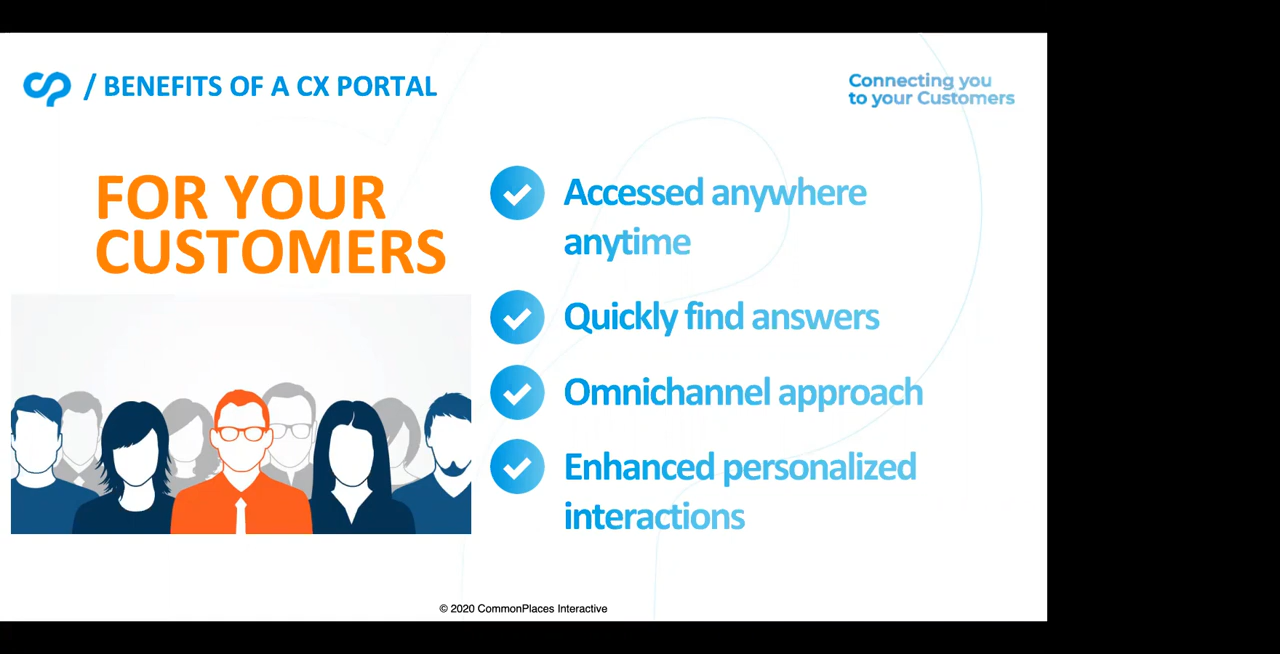 / BENEFITS OF A CX PORTAL
Connecting you
to your Customers
FOR YOUR
CUSTOMERS
Accessed anywhere
anytime
Quickly find answers
Omnichannel approach
Enhanced personalized
interactions
© 2020 CommonPlaces Interactive